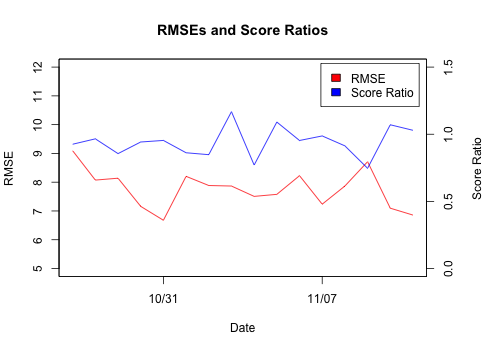 RMSEs and Score Ratios
RMSE
Score Ratio
12
11
10
9
8
7
6
5
RMSE
1.5
1.0
0.5
0.0
Score Ratio
10/31
11/07
Date